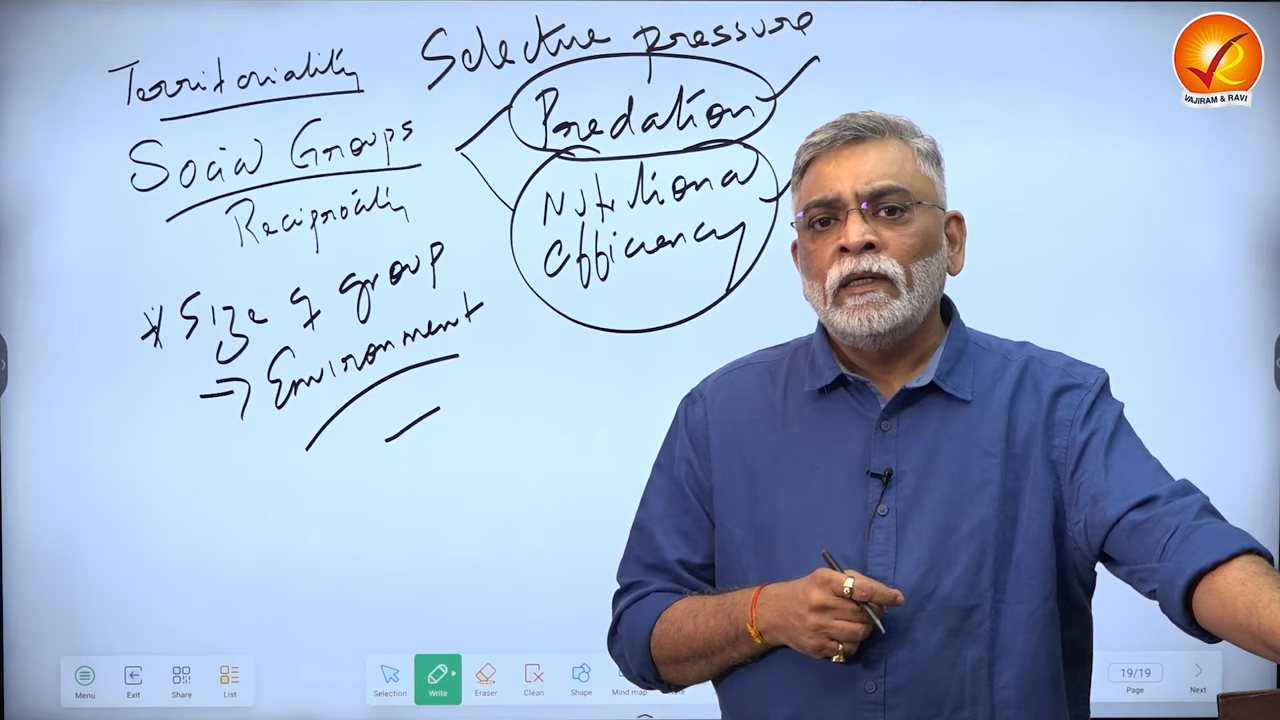 Selective pressure
Territoriality
Predation
Social Groups
Reciprocity
Nutritional
efficiency
* Size of group
→ Environment
VAJIRAM & RAVI
Menu
Exit
Share
List
Selection
Write
Eraser
Clean
Shape
Mind map
19/19
Page
Next